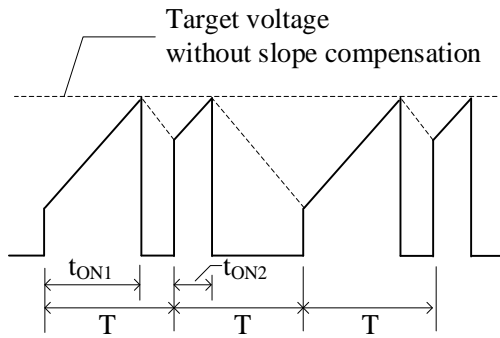 Target voltage
without slope compensation
tON1
tON2
T
T
T